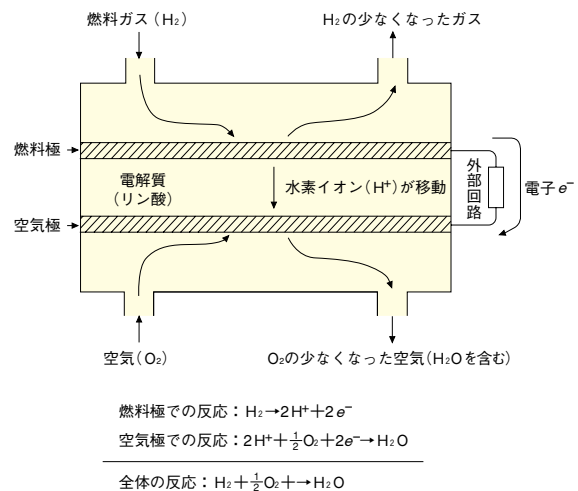 燃料ガス(H₂)
H₂の少なくなったガス
燃料極
電解質
(リン酸)
水素イオン(H⁺)が移動
外部回路
電子e⁻
空気極
空気(O₂)
O₂の少なくなった空気(H₂Oを含む)
燃料極での反応:H₂→2H⁺+2e⁻
空気極での反応:2H⁺+½O₂+2e⁻→H₂O
全体の反応:H₂+½O₂+→H₂O